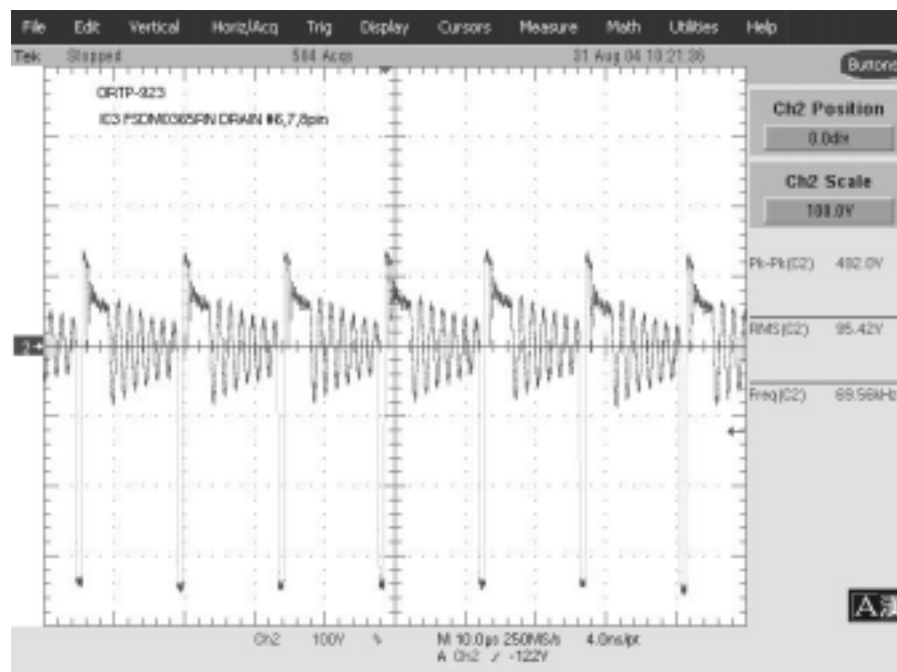 File Edit Vertical Horiz/Acq Trig Display Cursors Measure Math Utilities Help
Tek Stopped 504 Acqs 31 Aug 04 10:21:36
Buttons
ORTP-923
IC3 FSDM0365RN DRAIN #6,7,8pin
Ch2 Position
0.0div
Ch2 Scale
100.0V
Pk-Pk(C2) 482.0V
RMS(C2) 95.42V
Freq(C2) 69.56kHz
2
Ch2 100V
M 10.0µs 250MS/s 4.0ns/pt
A Ch2 -122V
A